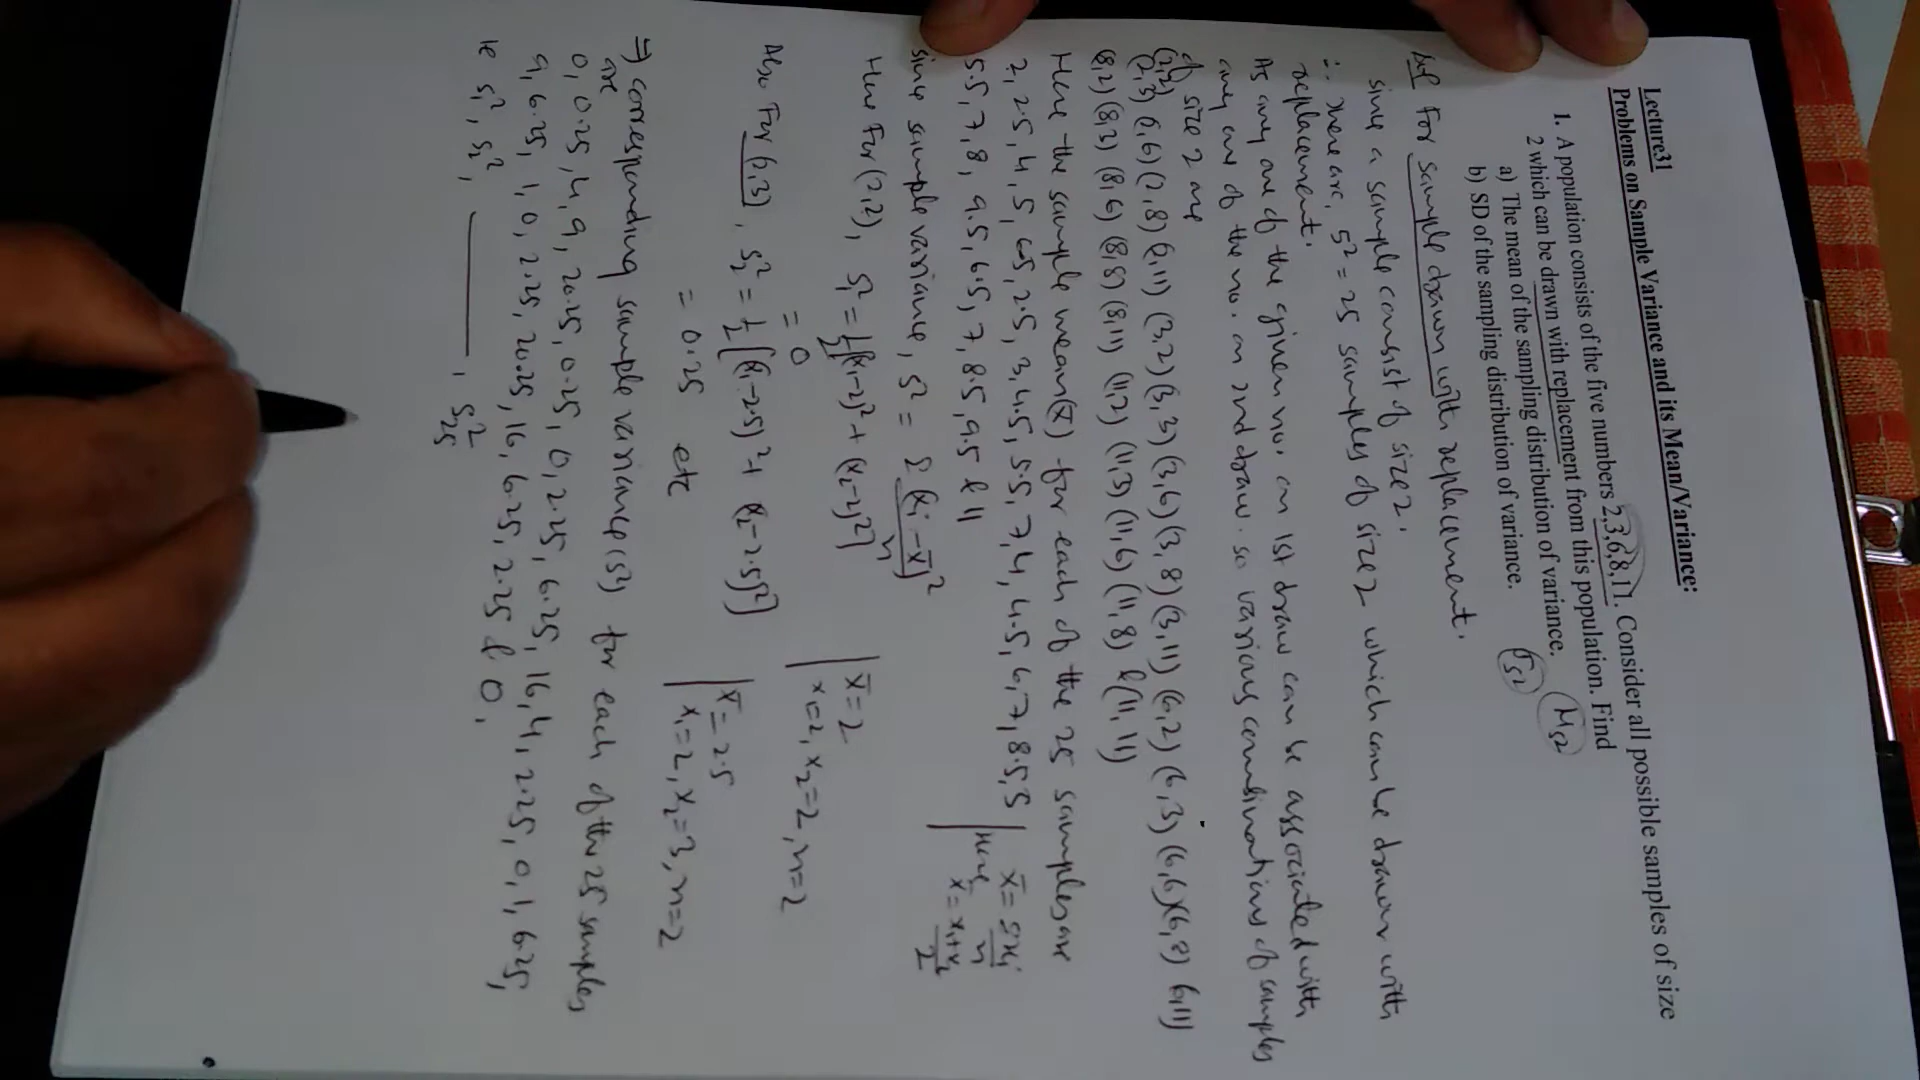 Lecture31
Problems on Sample Variance and its Mean/Variance:
1. A population consists of the five numbers 2,3,6,8,11. Consider all possible samples of size
2 which can be drawn with replacement from this population. Find
a) The mean of the sampling distribution of variance. μs2
b) SD of the sampling distribution of variance. σs2
Sol For sample drawn with replacement.
since a sample consist of size 2.
∴ there are, 5² = 25 samples of size 2 which can be drawn with
replacement.
As any one of the given no. on 1st draw can be associated with
any one of the no. on 2nd draw. so various combinations of samples
of size 2 are
(2,2) (2,3) (2,6) (2,8) (2,11) (3,2) (3,3) (3,6) (3,8) (3,11) (6,2) (6,3) (6,6) (6,8) (6,11)
(8,2) (8,3) (8,6) (8,8) (8,11) (11,2) (11,3) (11,6) (11,8) & (11,11)
Here the sample mean(x̄) for each of the 25 samples are
2, 2.5, 4, 5, 6.5, 2.5, 3, 4.5, 5.5, 7, 4, 4.5, 6, 7, 8.5, 5
5.5, 7, 8, 9.5, 6.5, 7, 8.5, 9.5 & 11
x̄ = Σxi/n
Here x̄ = x1+x2/2
since sample variance, s² = Σ(xi-x̄)²/n
Here For (2,2), s1² = 1/2[(x1-2)² + (x2-2)²]
= 0
x̄ = 2
x1=2, x2=2, n=2
Also For (2,3), s2² = 1/2[(x1-2.5)² + (x2-2.5)²]
= 0.25 etc
x̄ = 2.5
x1=2, x2=3, n=2
⇒ corresponding sample variances(s²) for each of the 25 samples
are
0, 0.25, 4, 9, 20.25, 0.25, 0, 2.25, 6.25, 16, 4, 2.25, 0, 1, 6.25,
9, 6.25, 1, 0, 2.25, 20.25, 16, 6.25, 2.25 & 0.
ie s1², s2², ——— , s25²